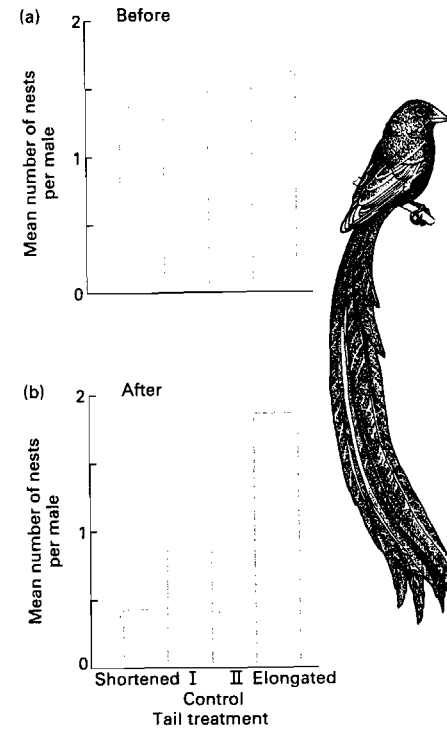 (a) Before
2
1
0
Mean number of nests
per male
(b) After
2
1
0
Mean number of nests
per male
Shortened I II Elongated
Control
Tail treatment